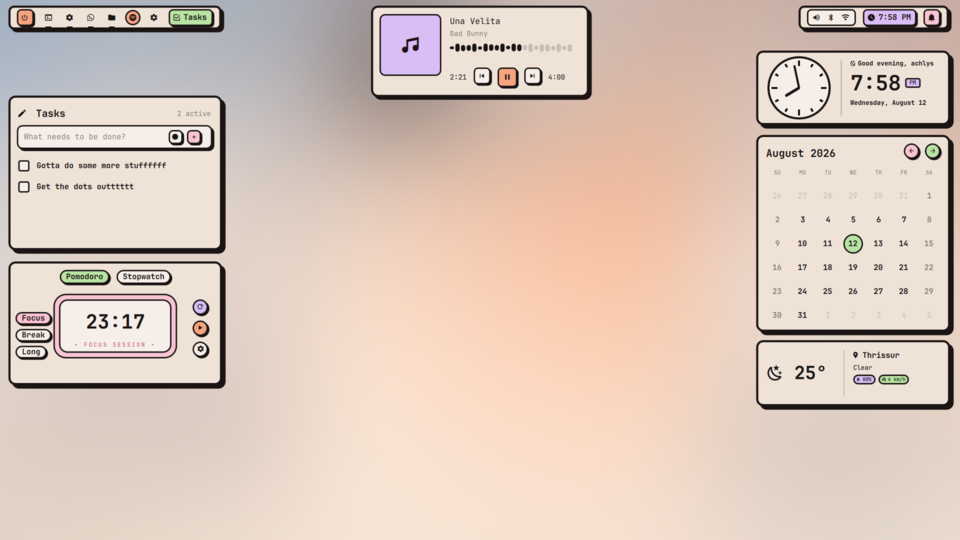 Tasks
Una Velita
Bad Bunny
2:21
4:00
7:58 PM
Tasks
2 active
What needs to be done?
Gotta do some more stuffffff
Get the dots outttttt
Pomodoro
Stopwatch
Focus
Break
Long
23:17
• FOCUS SESSION •
Good evening, achlys
7:58 PM
Wednesday, August 12
August 2026
SU MO TU WE TH FR SA
26 27 28 29 30 31 1
2 3 4 5 6 7 8
9 10 11 12 13 14 15
16 17 18 19 20 21 22
23 24 25 26 27 28 29
30 31 1 2 3 4 5
25°
Thrissur
Clear
4 km/h